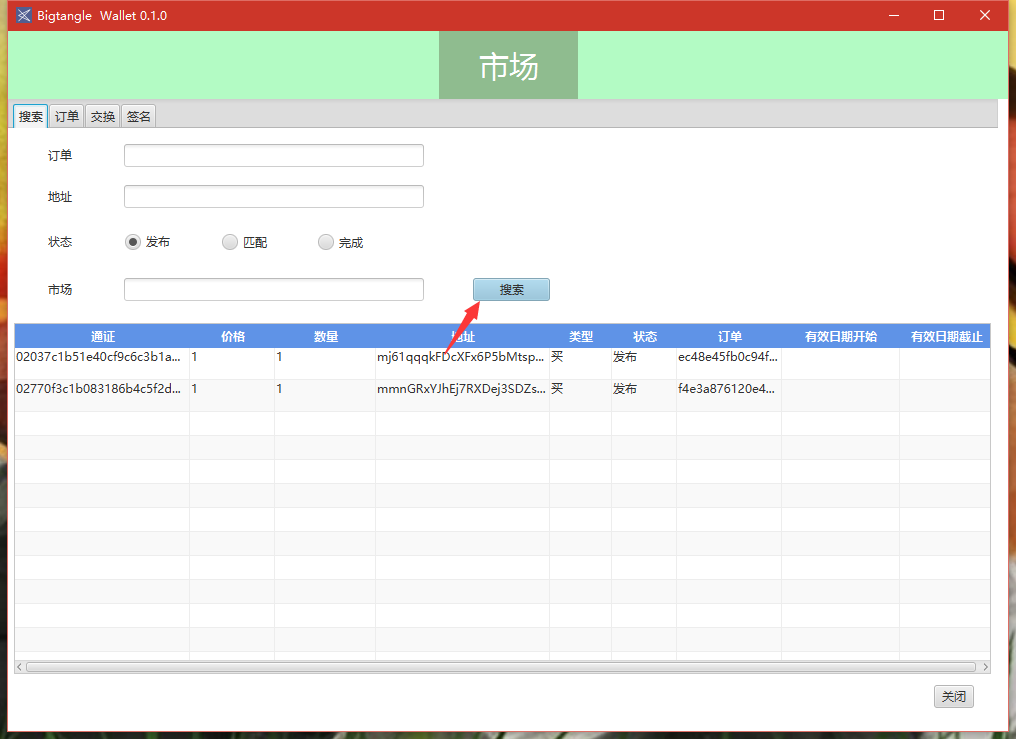 Bigtangle Wallet 0.1.0
市场
搜索 订单 交换 签名
订单
地址
状态 发布 匹配 完成
市场 搜索
通证 价格 数量 地址 类型 状态 订单 有效日期开始 有效日期截止
02037c1b51e40cf9c6c3b1a... 1 1 mj61qqqkFDcXFx6P5bMtsp... 买 发布 ec48e45fb0c94f...
02770f3c1b083186b4c5f2d... 1 1 mmnGRxYJhEj7RXDej3SDZs... 买 发布 f4e3a876120e4...
关闭